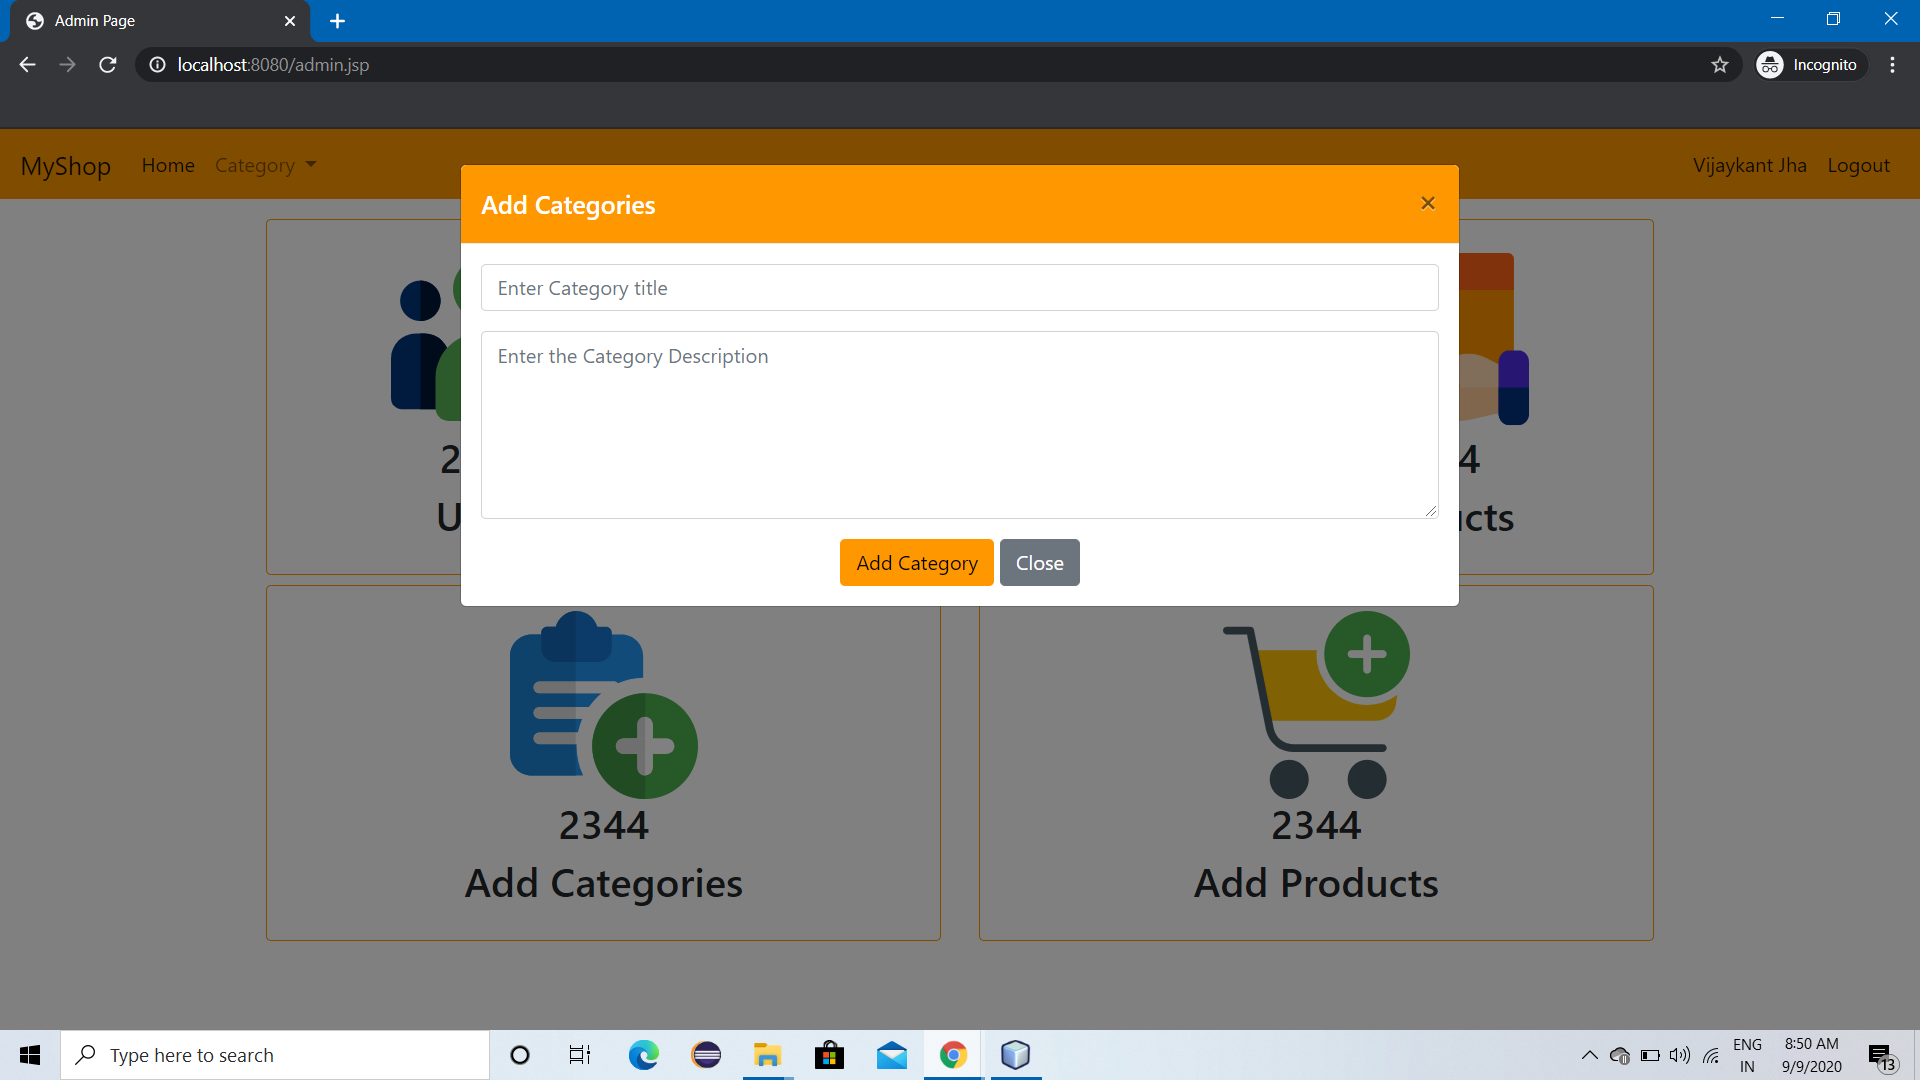 Admin Page
localhost:8080/admin.jsp
Incognito
MyShop Home Category
Vijaykant Jha Logout
Add Categories
×
Enter Category title
Enter the Category Description
Add Category Close
2
4
U
cts
2344
Add Categories
2344
Add Products
Type here to search
ENG
IN
8:50 AM
9/9/2020
13